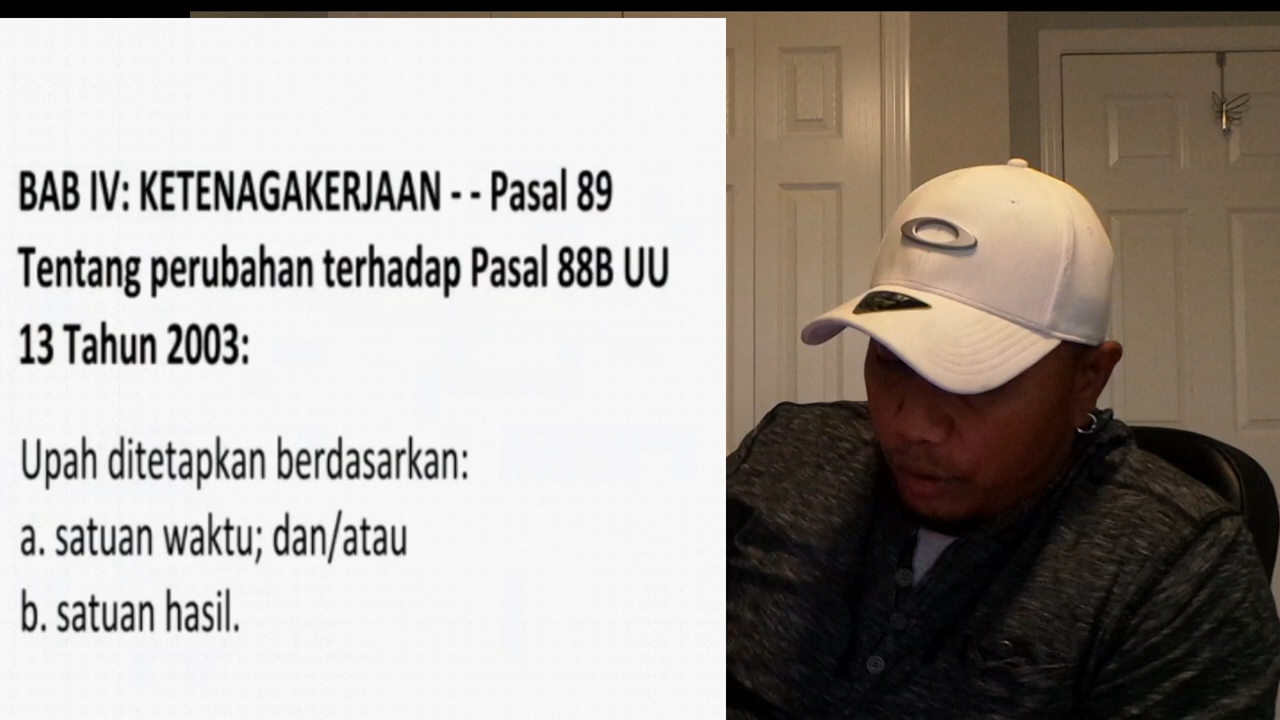 BAB IV: KETENAGAKERJAAN - - Pasal 89
Tentang perubahan terhadap Pasal 88B UU
13 Tahun 2003:
Upah ditetapkan berdasarkan:
a. satuan waktu; dan/atau
b. satuan hasil.